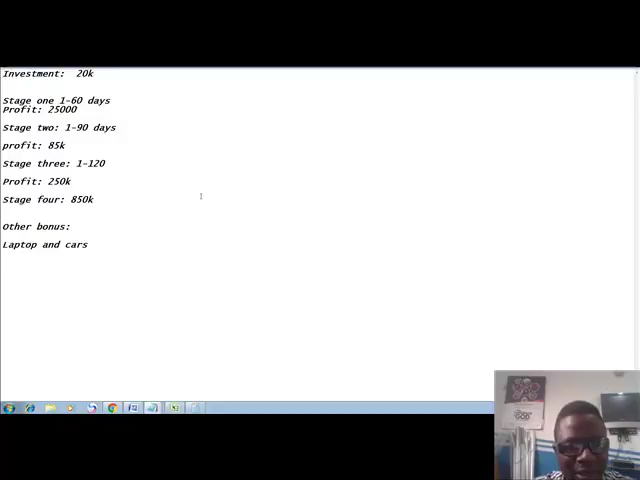 Investment:  20k
Stage one 1-60 days
Profit: 25000
Stage two: 1-90 days
profit: 85k
Stage three: 1-120
Profit: 250k
Stage four: 850k
Other bonus:
Laptop and cars
GOD